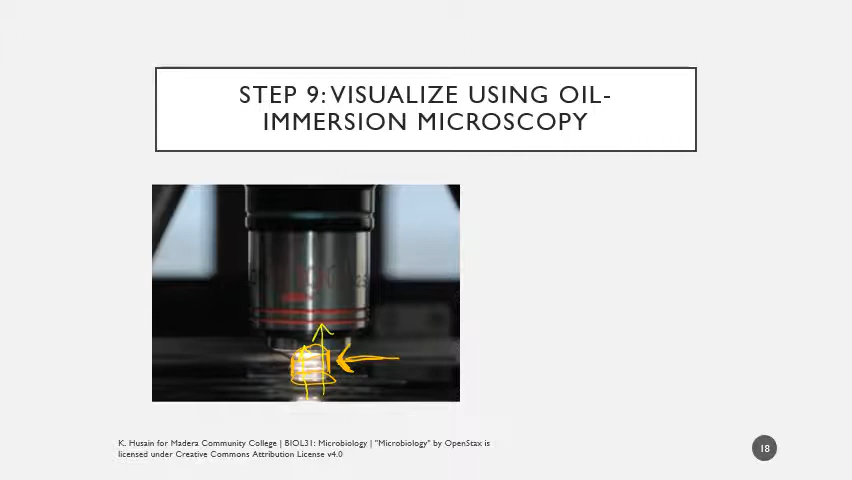 STEP 9: VISUALIZE USING OIL-
IMMERSION MICROSCOPY
K. Husain for Madera Community College | BIOL31: Microbiology | "Microbiology" by OpenStax is
licensed under Creative Commons Attribution License v4.0
18